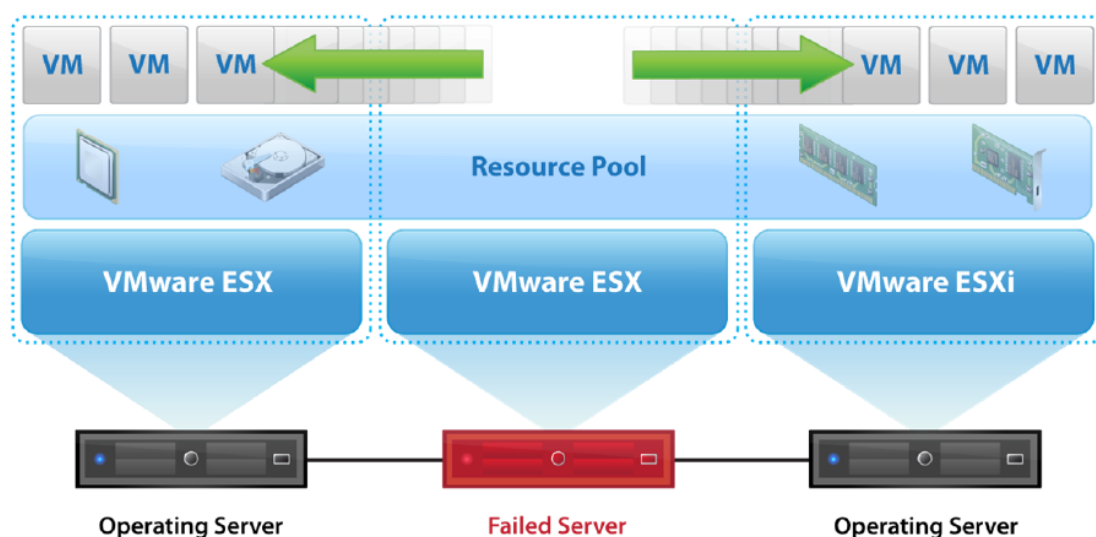 VM VM VM VM VM VM
Resource Pool
VMware ESX VMware ESX VMware ESXi
Operating Server Failed Server Operating Server